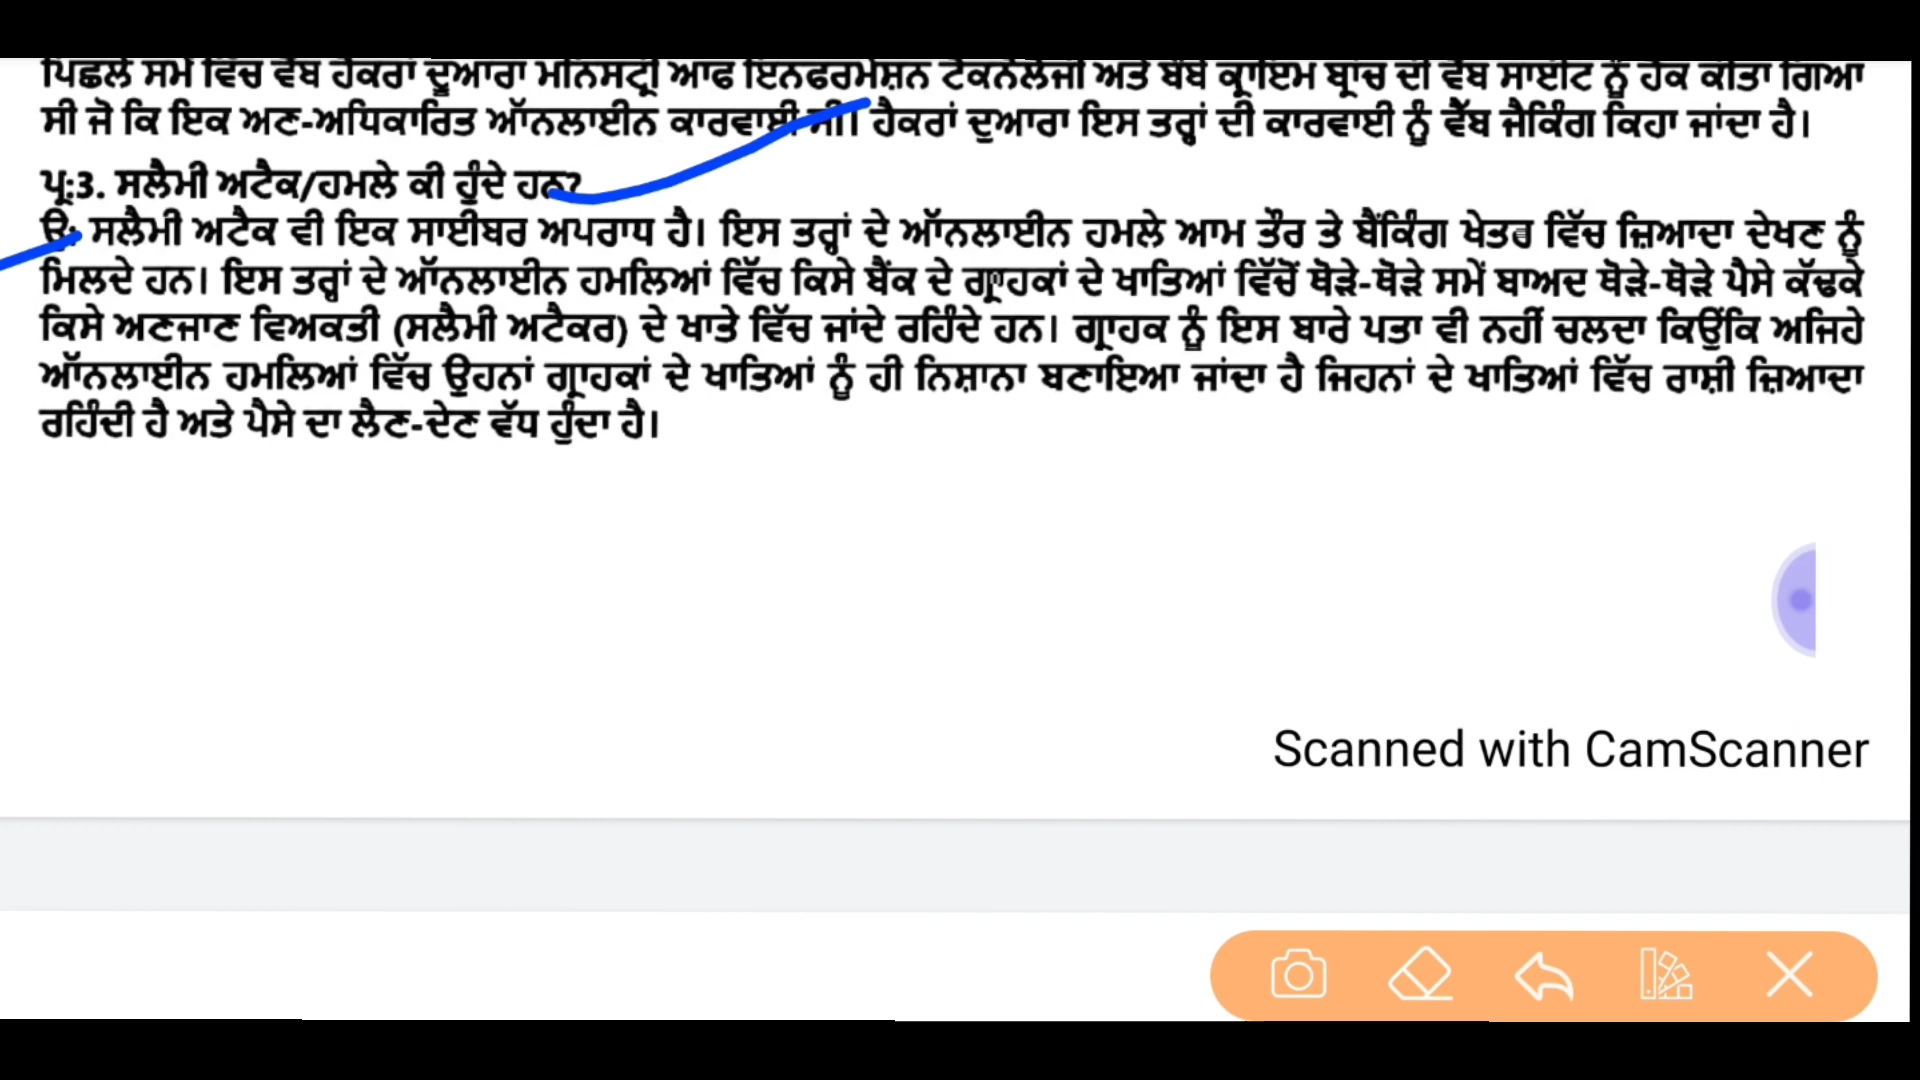 ਪਿਛਲੇ ਸਮੇਂ ਵਿੱਚ ਵੈੱਬ ਹੈਕਰਾਂ ਦੂਆਰਾ ਮਨਿਸਟ੍ਰੀ ਆਫ ਇਨਫਰਮੇਸ਼ਨ ਟੈਕਨੋਲੋਜੀ ਅਤੇ ਬੰਬੇ ਕ੍ਰਾਇਮ ਬ੍ਰਾਂਚ ਦੀ ਵੈੱਬ ਸਾਈਟ ਨੂੰ ਹੈਕ ਕੀਤਾ ਗਿਆ
ਸੀ ਜੋ ਕਿ ਇਕ ਅਣ-ਅਧਿਕਾਰਿਤ ਆੱਨਲਾਈਨ ਕਾਰਵਾਈ ਸੀ। ਹੈਕਰਾਂ ਦੁਆਰਾ ਇਸ ਤਰ੍ਹਾਂ ਦੀ ਕਾਰਵਾਈ ਨੂੰ ਵੈੱਬ ਜੈਕਿੰਗ ਕਿਹਾ ਜਾਂਦਾ ਹੈ।
ਪ੍ਰ:3. ਸਲੈਮੀ ਅਟੈਕ/ਹਮਲੇ ਕੀ ਹੁੰਦੇ ਹਨ?
ਉ: ਸਲੈਮੀ ਅਟੈਕ ਵੀ ਇਕ ਸਾਈਬਰ ਅਪਰਾਧ ਹੈ। ਇਸ ਤਰ੍ਹਾਂ ਦੇ ਆੱਨਲਾਈਨ ਹਮਲੇ ਆਮ ਤੌਰ ਤੇ ਬੈਂਕਿੰਗ ਖੇਤਰ ਵਿੱਚ ਜ਼ਿਆਦਾ ਦੇਖਣ ਨੂੰ
ਮਿਲਦੇ ਹਨ। ਇਸ ਤਰ੍ਹਾਂ ਦੇ ਆੱਨਲਾਈਨ ਹਮਲਿਆਂ ਵਿੱਚ ਕਿਸੇ ਬੈਂਕ ਦੇ ਗ੍ਰਾਹਕਾਂ ਦੇ ਖਾਤਿਆਂ ਵਿੱਚੋਂ ਥੋੜੇ-ਥੋੜੇ ਸਮੇਂ ਬਾਅਦ ਥੋੜੇ-ਥੋੜੇ ਪੈਸੇ ਕੱਢਕੇ
ਕਿਸੇ ਅਣਜਾਣ ਵਿਅਕਤੀ (ਸਲੈਮੀ ਅਟੈਕਰ) ਦੇ ਖਾਤੇ ਵਿੱਚ ਜਾਂਦੇ ਰਹਿੰਦੇ ਹਨ। ਗ੍ਰਾਹਕ ਨੂੰ ਇਸ ਬਾਰੇ ਪਤਾ ਵੀ ਨਹੀਂ ਚਲਦਾ ਕਿਉਂਕਿ ਅਜਿਹੇ
ਆੱਨਲਾਈਨ ਹਮਲਿਆਂ ਵਿੱਚ ਉਹਨਾਂ ਗ੍ਰਾਹਕਾਂ ਦੇ ਖਾਤਿਆਂ ਨੂੰ ਹੀ ਨਿਸ਼ਾਨਾ ਬਣਾਇਆ ਜਾਂਦਾ ਹੈ ਜਿਹਨਾਂ ਦੇ ਖਾਤਿਆਂ ਵਿੱਚ ਰਾਸ਼ੀ ਜ਼ਿਆਦਾ
ਰਹਿੰਦੀ ਹੈ ਅਤੇ ਪੈਸੇ ਦਾ ਲੈਣ-ਦੇਣ ਵੱਧ ਹੁੰਦਾ ਹੈ।
Scanned with CamScanner